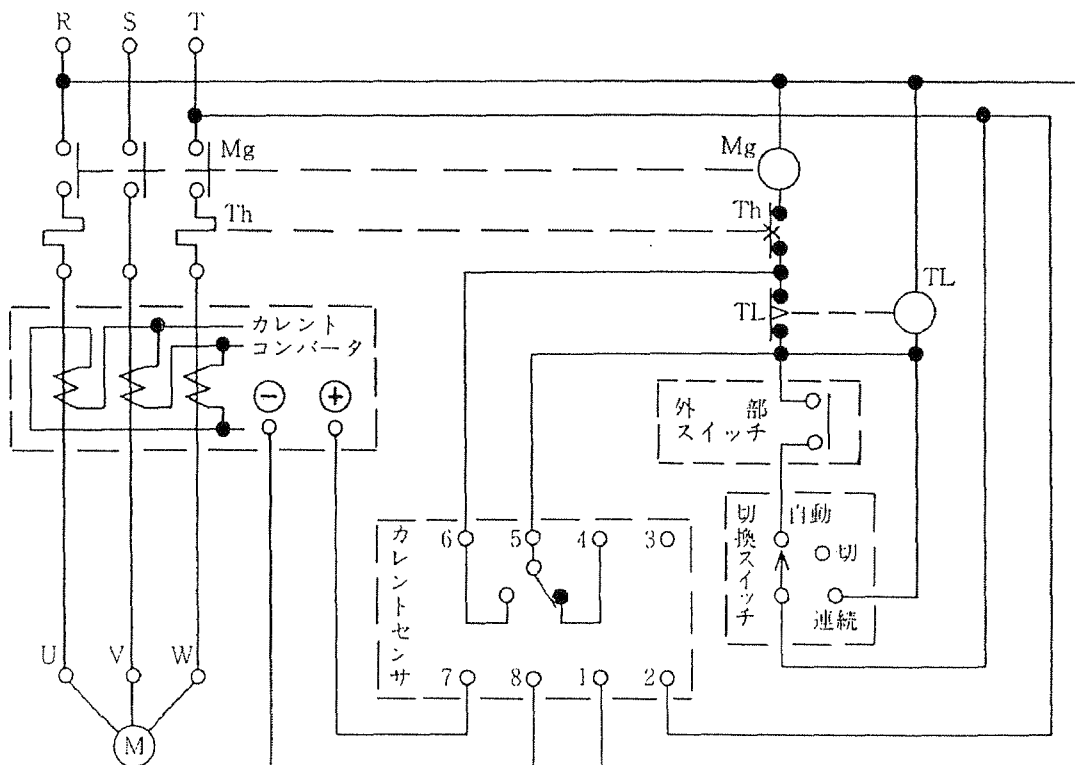 R S T
Mg
Mg
Th
Th
TL
TL
カレント
コンバータ
− +
外部
スイッチ
切換スイッチ
自動
切
連続
カレントセンサ
6 5 4 3
7 8 1 2
U V W
M